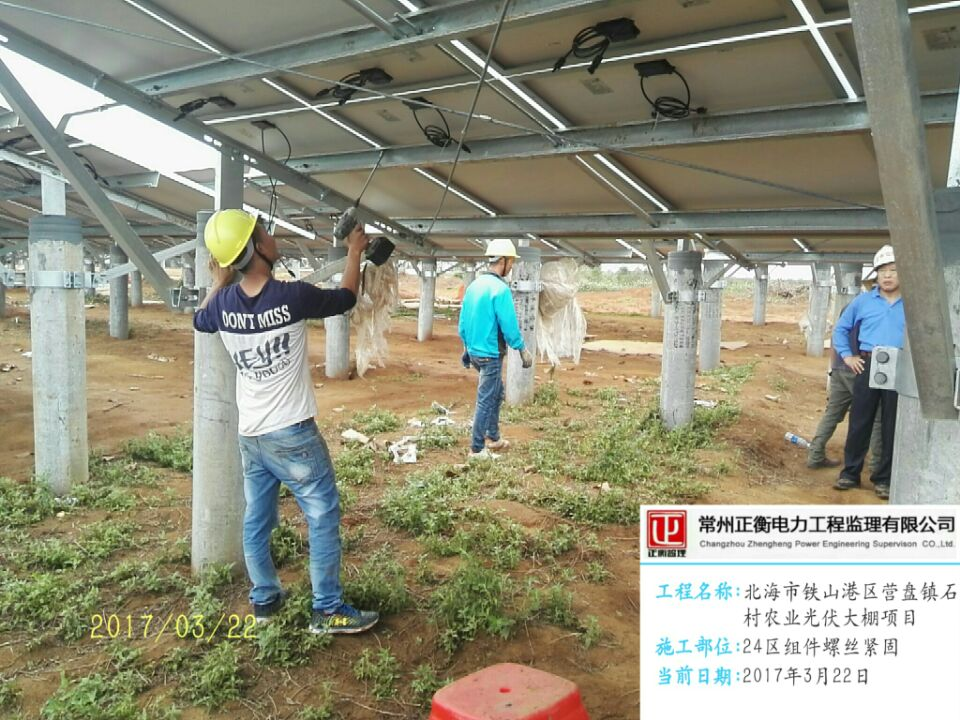 DON'T MISS
2017/03/22
正衡监理
常州正衡电力工程监理有限公司
Changzhou Zhengheng Power Engineering Supervison CO.,Ltd.
工程名称:北海市铁山港区营盘镇石
村农业光伏大棚项目
施工部位:24区组件螺丝紧固
当前日期:2017年3月22日